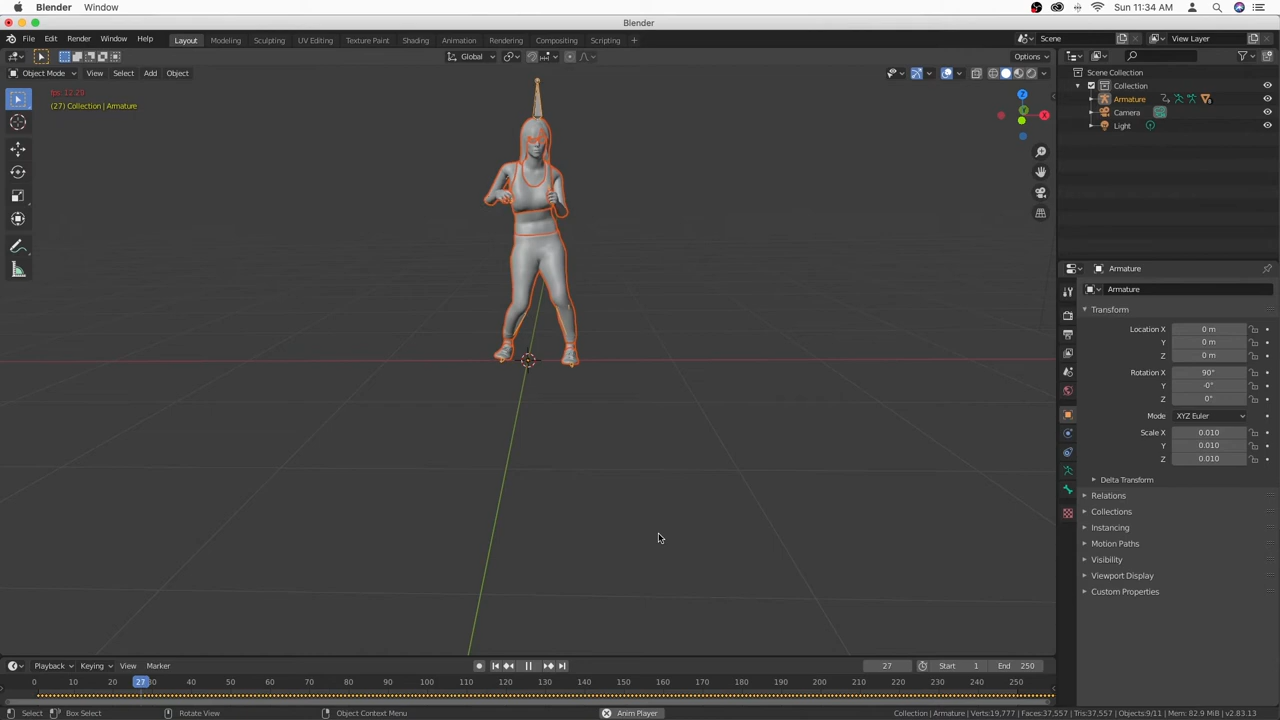 Blender Window Sun 11:34 AM
Blender
File Edit Render Window Help Layout Modeling Sculpting UV Editing Texture Paint Shading Animation Rendering Compositing Scripting + Scene View Layer
Global Options
Object Mode View Select Add Object
fps: 12.29
(27) Collection | Armature
Z
X
Scene Collection
Collection
Armature
Camera
Light
Armature
Armature
Transform
Location X 0 m
Y 0 m
Z 0 m
Rotation X 90°
Y -0°
Z 0°
Mode XYZ Euler
Scale X 0.010
Y 0.010
Z 0.010
Delta Transform
Relations
Collections
Instancing
Motion Paths
Visibility
Viewport Display
Custom Properties
Playback Keying View Marker 27 Start 1 End 250
0 10 20 27 30 40 50 60 70 80 90 100 110 120 130 140 150 160 170 180 190 200 210 220 230 240 250
Select Box Select Rotate View Object Context Menu Anim Player Collection | Armature | Verts:19,777 | Faces:37,557 | Tris:37,557 | Objects:9/11 | Mem: 82.9 MiB | v2.83.13